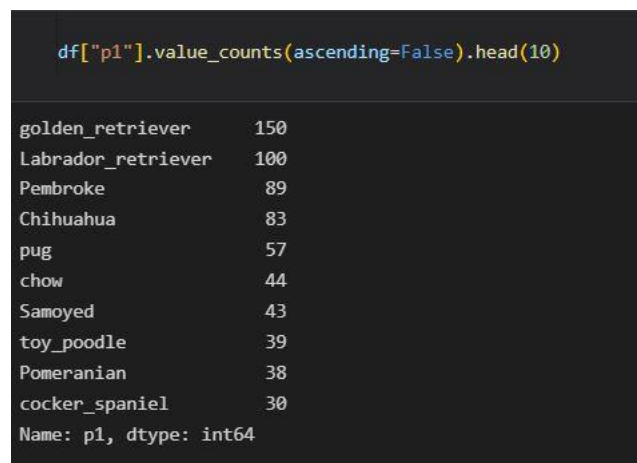 df["p1"].value_counts(ascending=False).head(10)
golden_retriever 150
Labrador_retriever 100
Pembroke 89
Chihuahua 83
pug 57
chow 44
Samoyed 43
toy_poodle 39
Pomeranian 38
cocker_spaniel 30
Name: p1, dtype: int64